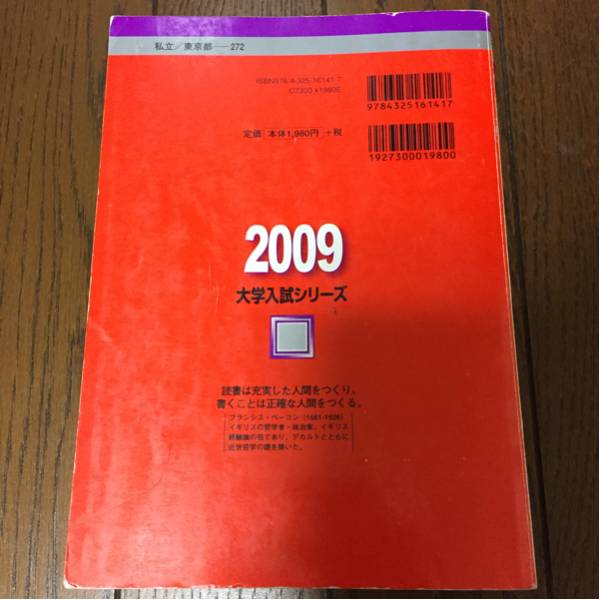 私立／東京都──272
ISBN978-4-325-16141-7
C7300 ¥1980E
9784325161417
定価 本体1,980円 +税
1927300019800
2009
大学入試シリーズ
読書は充実した人間をつくり、
書くことは正確な人間をつくる。
フランシス・ベーコン (1561-1626)
イギリスの哲学者・政治家。イギリス
経験論の祖であり、デカルトとともに
近世哲学の礎を築いた。